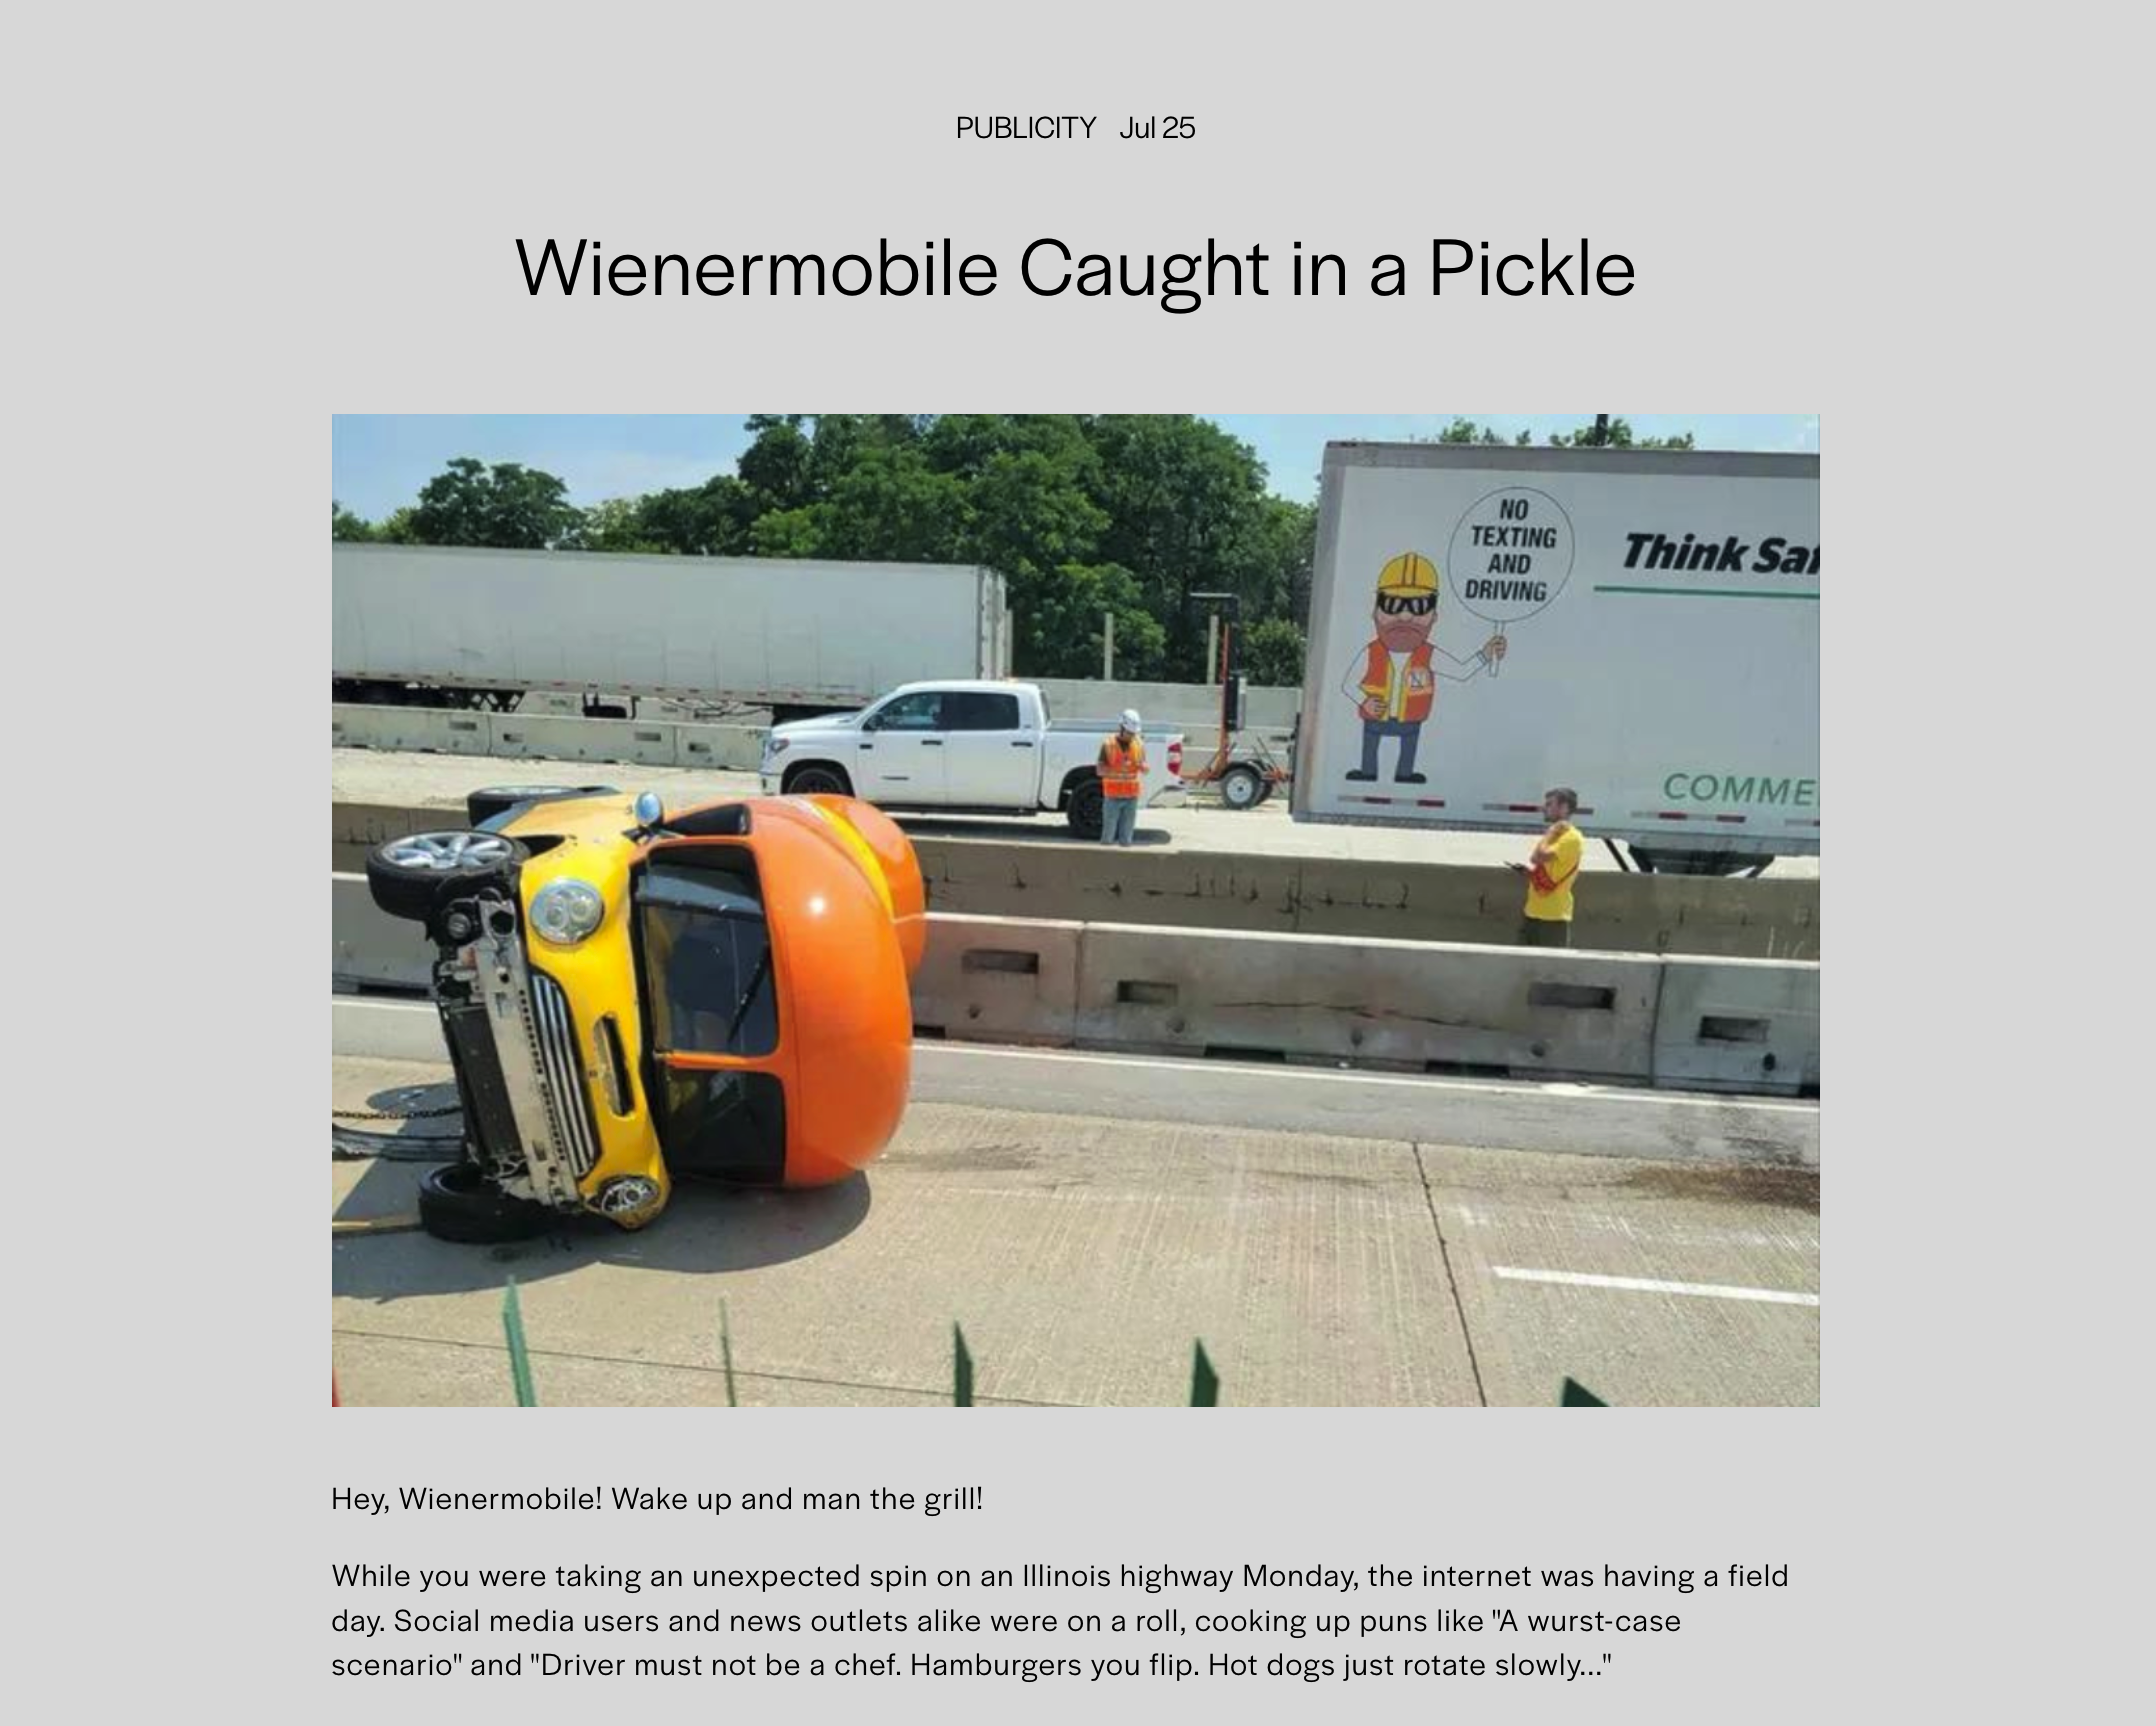 PUBLICITY Jul 25
Wienermobile Caught in a Pickle
NO
TEXTING
AND
DRIVING
Think Saf
COMME
Hey, Wienermobile! Wake up and man the grill!
While you were taking an unexpected spin on an Illinois highway Monday, the internet was having a field
day. Social media users and news outlets alike were on a roll, cooking up puns like "A wurst-case
scenario" and "Driver must not be a chef. Hamburgers you flip. Hot dogs just rotate slowly..."